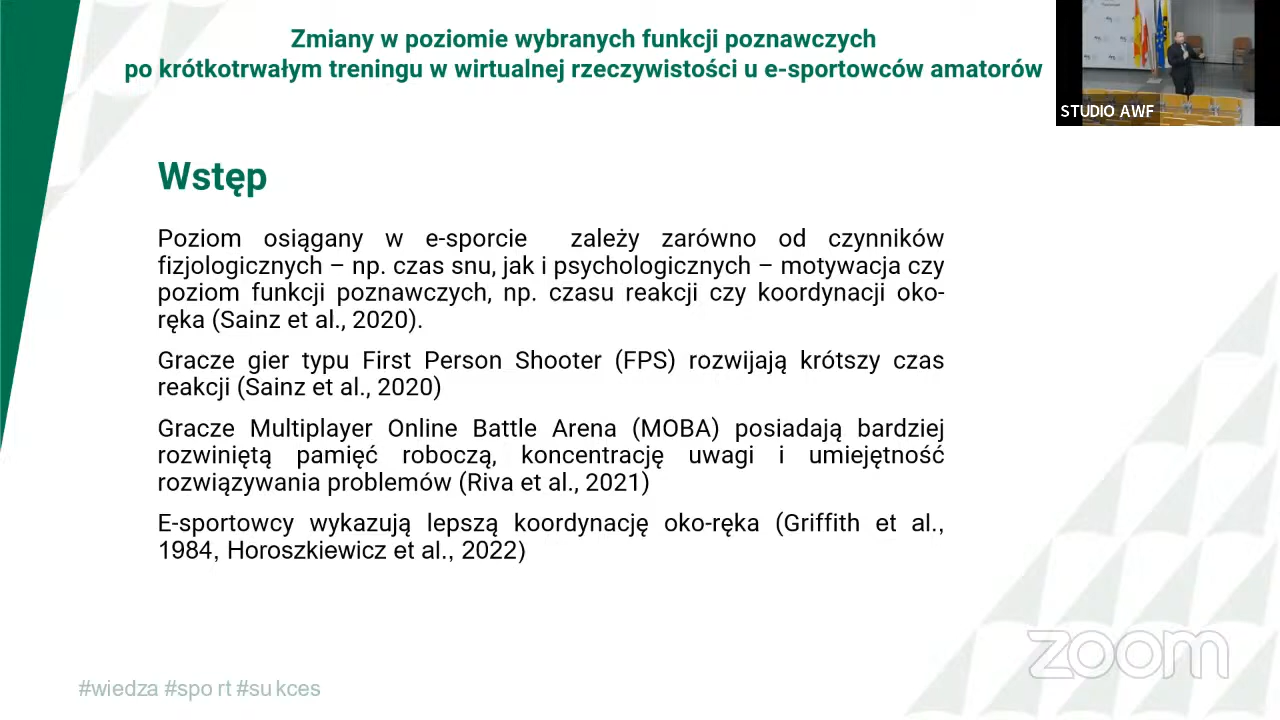 Zmiany w poziomie wybranych funkcji poznawczych
po krótkotrwałym treningu w wirtualnej rzeczywistości u e-sportowców amatorów
STUDIO AWF
Wstęp
Poziom osiągany w e-sporcie zależy zarówno od czynników
fizjologicznych – np. czas snu, jak i psychologicznych – motywacja czy
poziom funkcji poznawczych, np. czasu reakcji czy koordynacji oko-
ręka (Sainz et al., 2020).
Gracze gier typu First Person Shooter (FPS) rozwijają krótszy czas
reakcji (Sainz et al., 2020)
Gracze Multiplayer Online Battle Arena (MOBA) posiadają bardziej
rozwiniętą pamięć roboczą, koncentrację uwagi i umiejętność
rozwiązywania problemów (Riva et al., 2021)
E-sportowcy wykazują lepszą koordynację oko-ręka (Griffith et al.,
1984, Horoszkiewicz et al., 2022)
zoom
#wiedza #sport #sukces